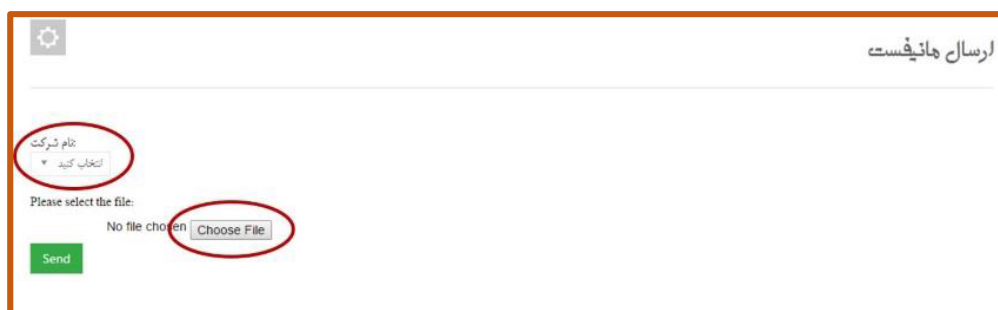 ارسال مانیفست
نام شرکت:
انتخاب کنید
Please select the file:
No file chosen Choose File
Send